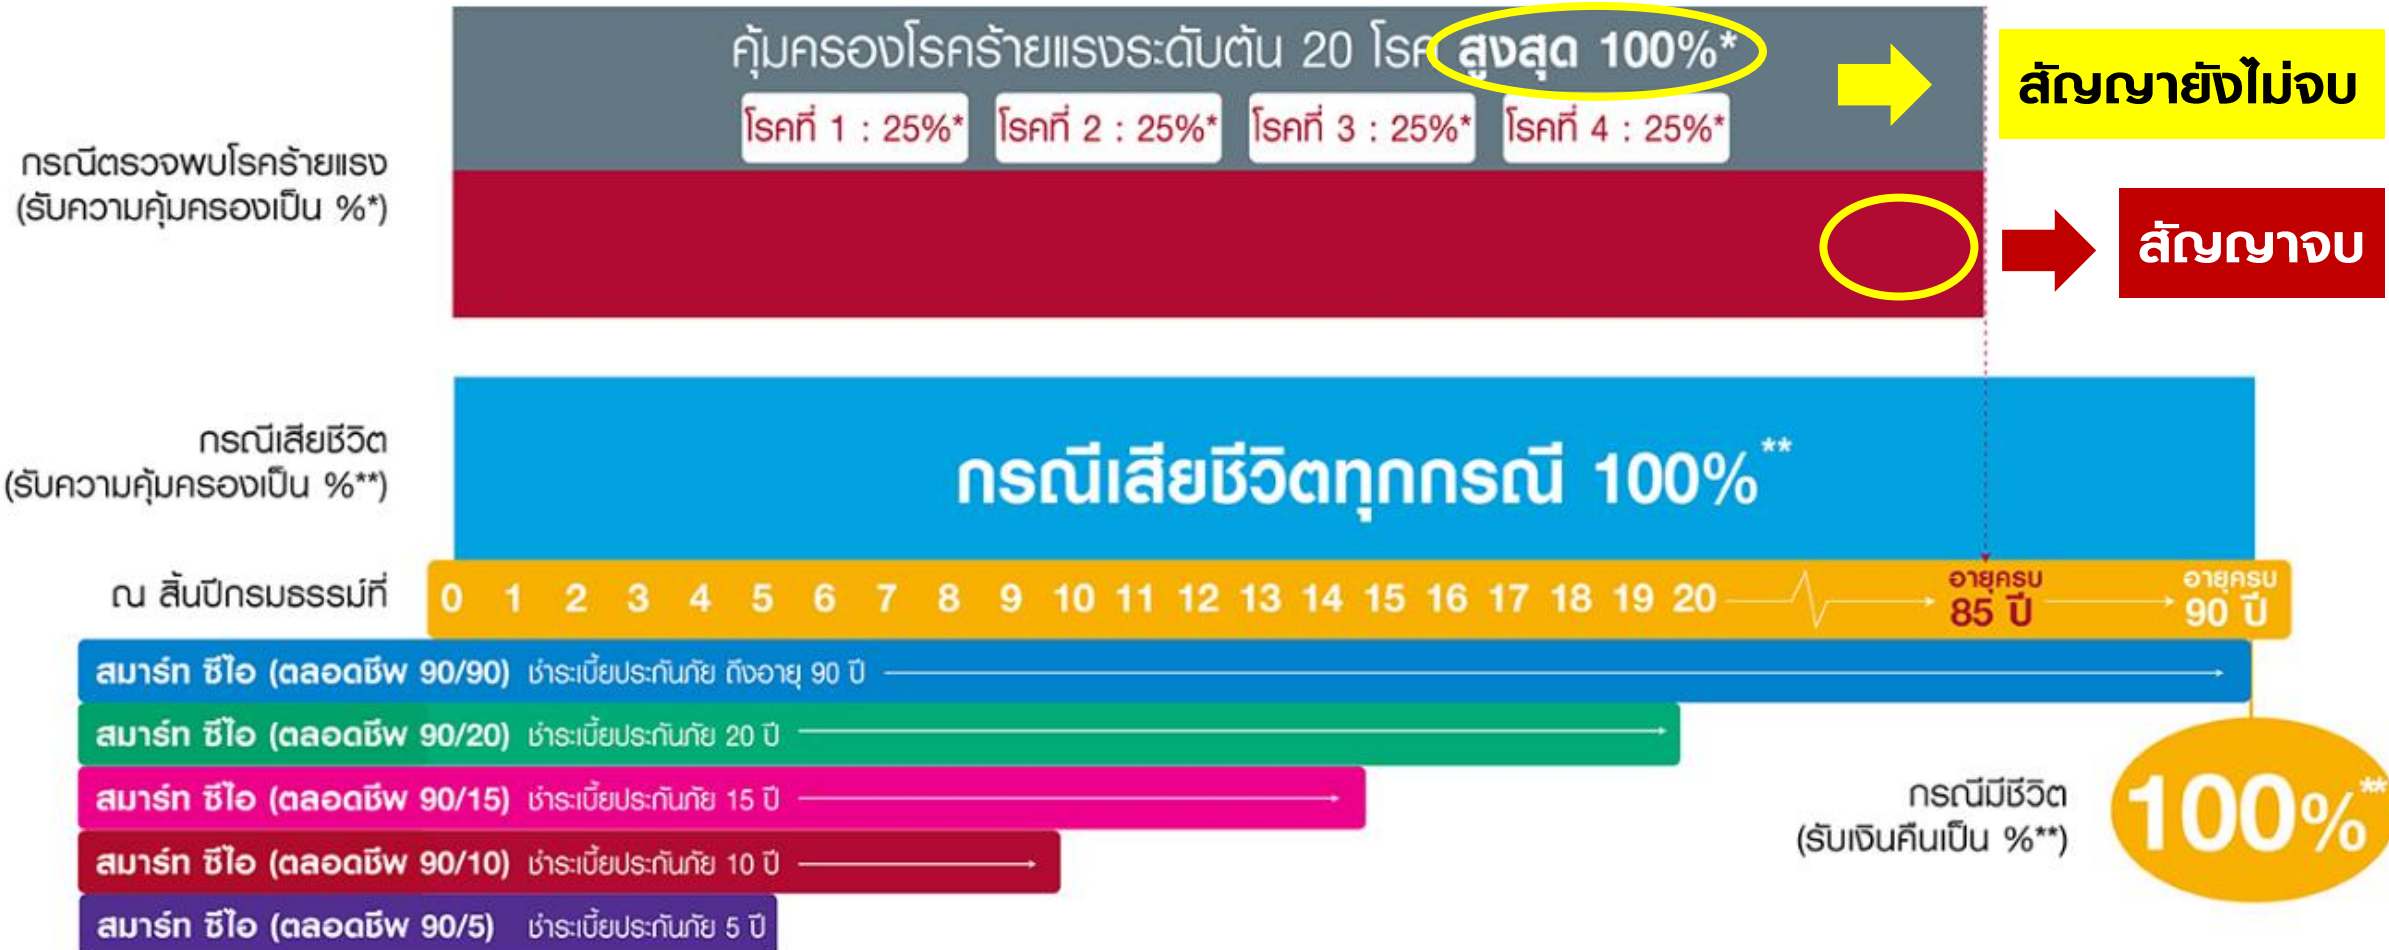 คุ้มครองโรคร้ายแรงระดับต้น 20 โรค สูงสุด 100%*
สัญญายังไม่จบ
โรคที่ 1 : 25%* โรคที่ 2 : 25%* โรคที่ 3 : 25%* โรคที่ 4 : 25%*
กรณีตรวจพบโรคร้ายแรง
(รับความคุ้มครองเป็น %*)
สัญญาจบ
กรณีเสียชีวิต
(รับความคุ้มครองเป็น %**)
กรณีเสียชีวิตทุกกรณี 100%**
ณ สิ้นปีกรมธรรม์ที่ 0 1 2 3 4 5 6 7 8 9 10 11 12 13 14 15 16 17 18 19 20
อายุครบ
85 ปี
อายุครบ
90 ปี
สมาร์ท ซีไอ (ตลอดชีพ 90/90) ชำระเบี้ยประกันภัย ถึงอายุ 90 ปี
สมาร์ท ซีไอ (ตลอดชีพ 90/20) ชำระเบี้ยประกันภัย 20 ปี
สมาร์ท ซีไอ (ตลอดชีพ 90/15) ชำระเบี้ยประกันภัย 15 ปี
สมาร์ท ซีไอ (ตลอดชีพ 90/10) ชำระเบี้ยประกันภัย 10 ปี
สมาร์ท ซีไอ (ตลอดชีพ 90/5) ชำระเบี้ยประกันภัย 5 ปี
กรณีมีชีวิต
(รับเงินคืนเป็น %**)
100%**